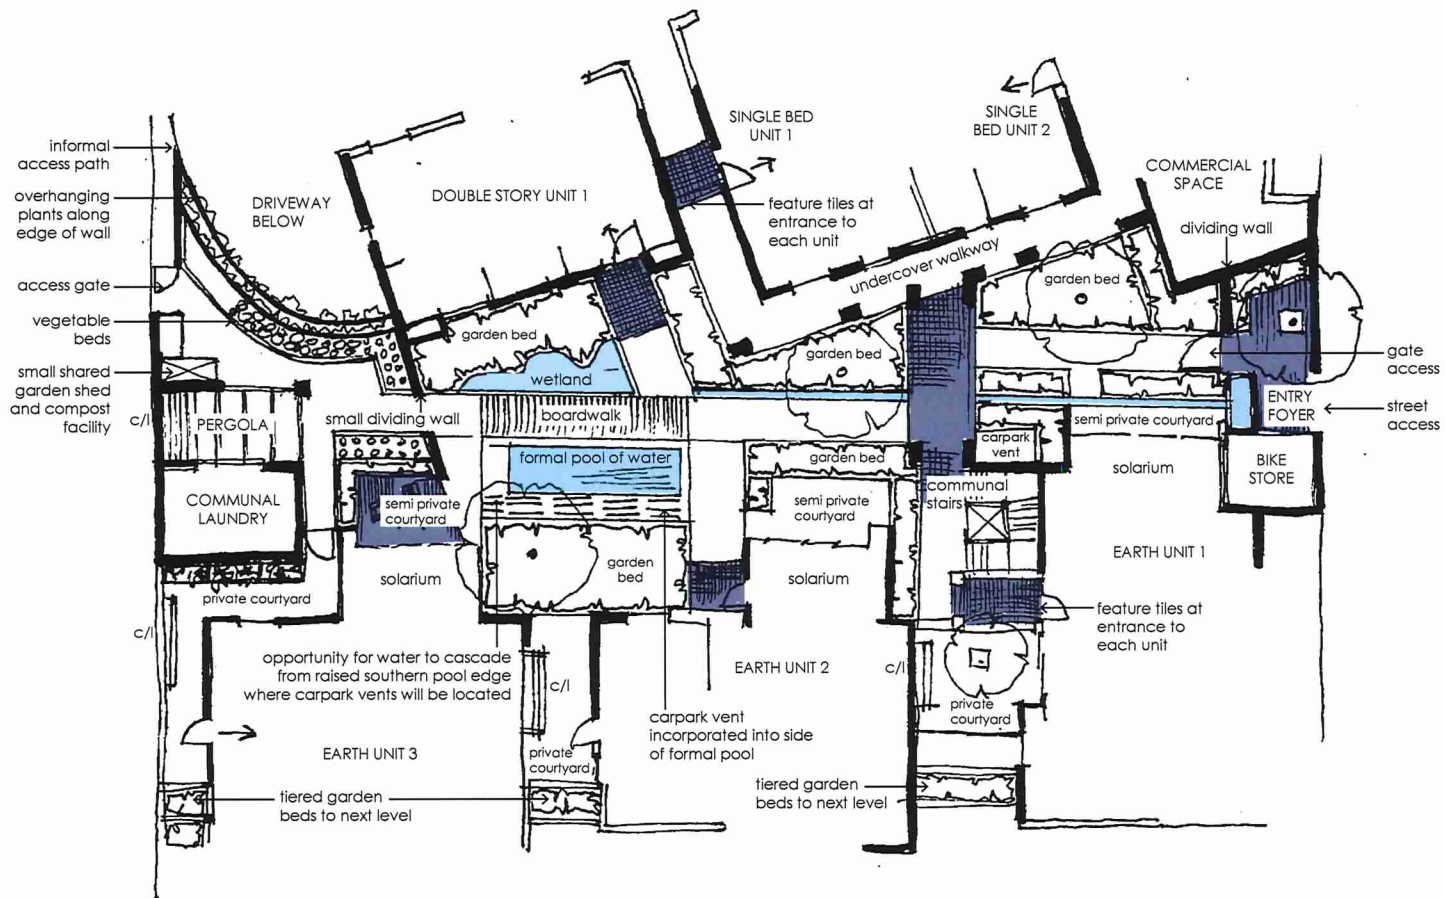 SINGLE BED
UNIT 1
SINGLE
BED UNIT 2
COMMERCIAL
SPACE
informal
access path
overhanging
plants along
edge of wall
DRIVEWAY
BELOW
DOUBLE STORY UNIT 1
feature tiles at
entrance to
each unit
dividing wall
undercover walkway
garden bed
access gate
vegetable
beds
small shared
garden shed
and compost
facility
garden bed
garden bed
wetland
gate
access
street
access
ENTRY
FOYER
c/l
PERGOLA
small dividing wall
boardwalk
semi private courtyard
carpark
vent
formal pool of water
garden bed
solarium
BIKE
STORE
COMMUNAL
LAUNDRY
semi private
courtyard
semi private
courtyard
communal
stairs
EARTH UNIT 1
solarium
garden
bed
solarium
private courtyard
feature tiles at
entrance to
each unit
c/l
opportunity for water to cascade
from raised southern pool edge
where carpark vents will be located
c/l
EARTH UNIT 2
c/l
private
courtyard
carpark vent
incorporated into side
of formal pool
EARTH UNIT 3
private
courtyard
tiered garden
beds to next level
tiered garden
beds to next level